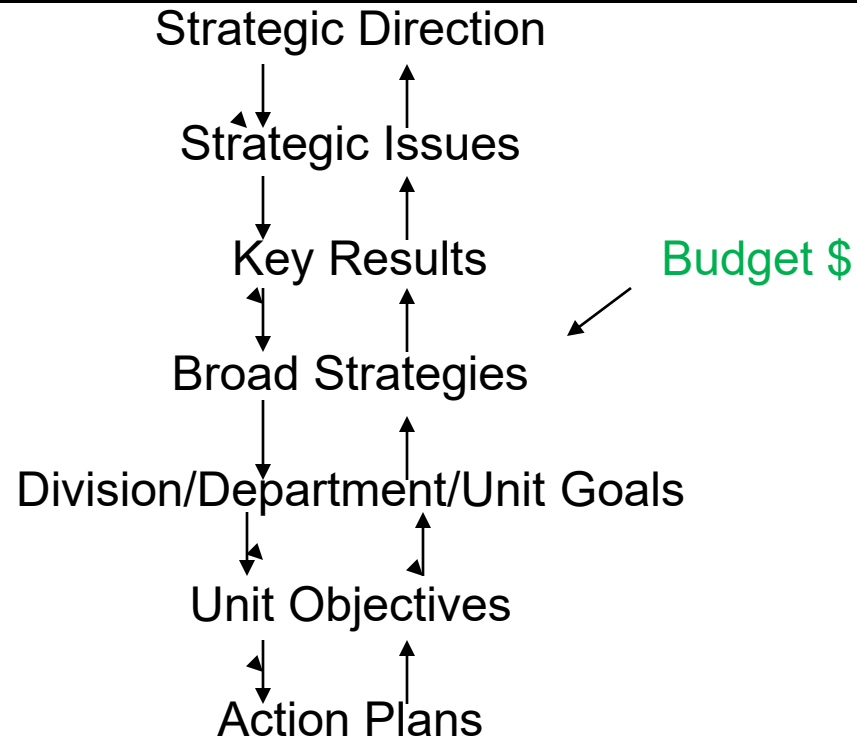 Strategic Direction
Strategic Issues
Key Results
Budget $
Broad Strategies
Division/Department/Unit Goals
Unit Objectives
Action Plans